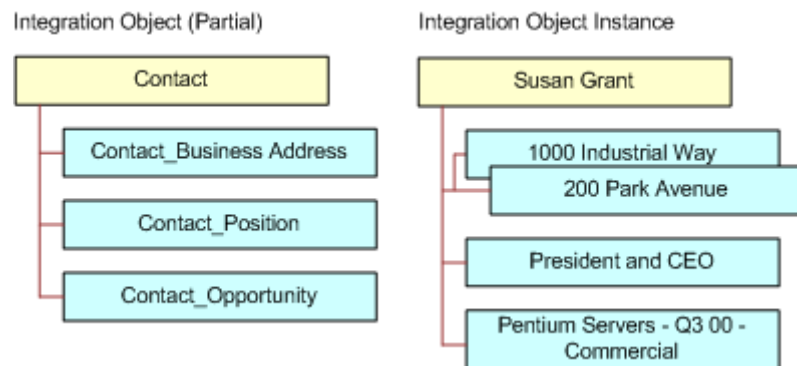 Integration Object (Partial)
Contact
Contact_Business Address
Contact_Position
Contact_Opportunity
Integration Object Instance
Susan Grant
1000 Industrial Way
200 Park Avenue
President and CEO
Pentium Servers - Q3 00 -
Commercial